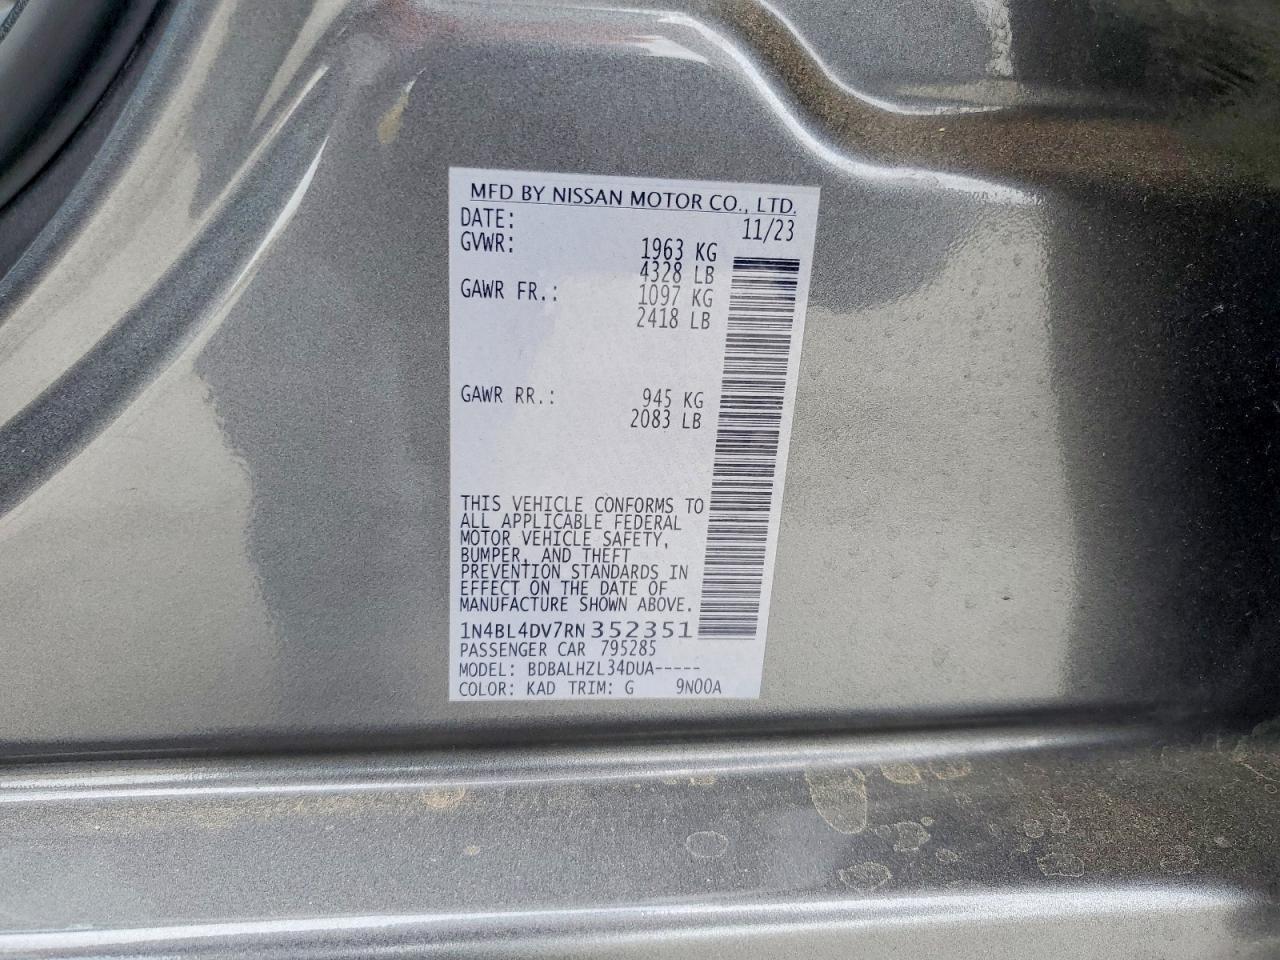 MFD BY NISSAN MOTOR CO., LTD.
DATE: 11/23
GVWR: 1963 KG
4328 LB
GAWR FR.: 1097 KG
2418 LB
GAWR RR.: 945 KG
2083 LB
THIS VEHICLE CONFORMS TO
ALL APPLICABLE FEDERAL
MOTOR VEHICLE SAFETY,
BUMPER, AND THEFT
PREVENTION STANDARDS IN
EFFECT ON THE DATE OF
MANUFACTURE SHOWN ABOVE.
1N4BL4DV7RN352351
PASSENGER CAR 795285
MODEL: BDBALHZL34DUA-----
COLOR: KAD TRIM: G 9N00A